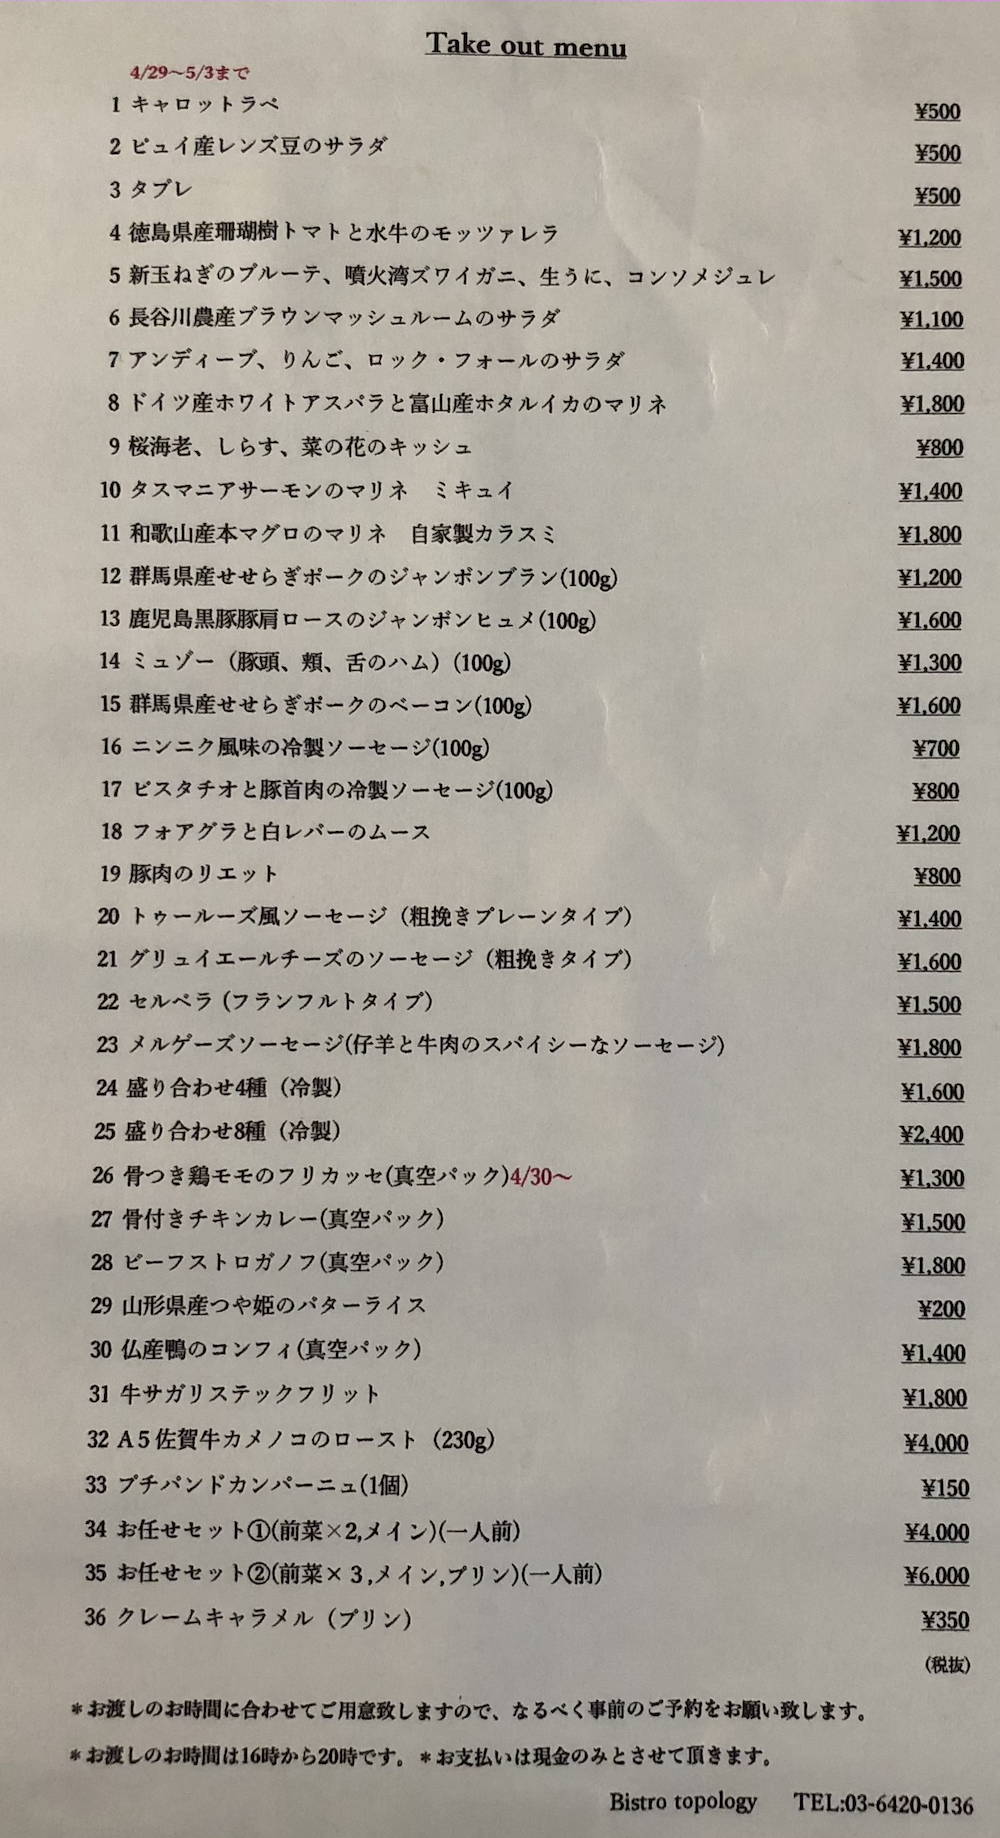 Take out menu
4/29〜5/3まで
1 キャロットラペ ¥500
2 ピュイ産レンズ豆のサラダ ¥500
3 タブレ ¥500
4 徳島県産珊瑚樹トマトと水牛のモッツァレラ ¥1,200
5 新玉ねぎのブルーテ、噴火湾ズワイガニ、生うに、コンソメジュレ ¥1,500
6 長谷川農産ブラウンマッシュルームのサラダ ¥1,100
7 アンディーブ、りんご、ロック・フォールのサラダ ¥1,400
8 ドイツ産ホワイトアスパラと富山産ホタルイカのマリネ ¥1,800
9 桜海老、しらす、菜の花のキッシュ ¥800
10 タスマニアサーモンのマリネ　ミキュイ ¥1,400
11 和歌山産本マグロのマリネ　自家製カラスミ ¥1,800
12 群馬県産せせらぎポークのジャンボンブラン(100g) ¥1,200
13 鹿児島黒豚豚肩ロースのジャンボンヒュメ(100g) ¥1,600
14 ミュゾー（豚頭、頬、舌のハム）(100g) ¥1,300
15 群馬県産せせらぎポークのベーコン(100g) ¥1,600
16 ニンニク風味の冷製ソーセージ(100g) ¥700
17 ピスタチオと豚首肉の冷製ソーセージ(100g) ¥800
18 フォアグラと白レバーのムース ¥1,200
19 豚肉のリエット ¥800
20 トゥールーズ風ソーセージ（粗挽きプレーンタイプ） ¥1,400
21 グリュイエールチーズのソーセージ（粗挽きタイプ） ¥1,600
22 セルベラ (フランフルトタイプ） ¥1,500
23 メルゲーズソーセージ(仔羊と牛肉のスパイシーなソーセージ) ¥1,800
24 盛り合わせ4種（冷製） ¥1,600
25 盛り合わせ8種（冷製） ¥2,400
26 骨つき鶏モモのフリカッセ(真空パック)4/30〜 ¥1,300
27 骨付きチキンカレー(真空パック) ¥1,500
28 ビーフストロガノフ(真空パック) ¥1,800
29 山形県産つや姫のバターライス ¥200
30 仏産鴨のコンフィ(真空パック) ¥1,400
31 牛サガリステックフリット ¥1,800
32 A5佐賀牛カメノコのロースト（230g） ¥4,000
33 プチパンドカンパーニュ(1個) ¥150
34 お任せセット①(前菜×2,メイン)(一人前) ¥4,000
35 お任せセット②(前菜×３,メイン,プリン)(一人前) ¥6,000
36 クレームキャラメル（プリン） ¥350
(税抜)
＊お渡しのお時間に合わせてご用意致しますので、なるべく事前のご予約をお願い致します。
＊お渡しのお時間は16時から20時です。＊お支払いは現金のみとさせて頂きます。
Bistro topology TEL:03-6420-0136